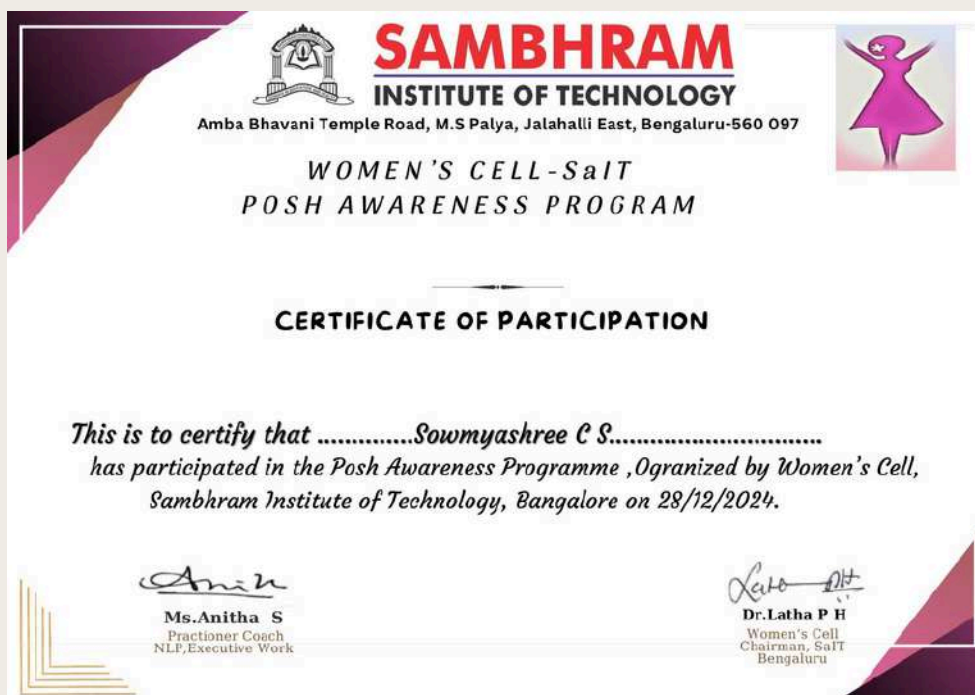 SAMBHRAM
INSTITUTE OF TECHNOLOGY
Amba Bhavani Temple Road, M.S Palya, Jalahalli East, Bengaluru-560 097
WOMEN'S CELL-SaIT
POSH AWARENESS PROGRAM
CERTIFICATE OF PARTICIPATION
This is to certify that ..............Sowmyashree C S...............................
has participated in the Posh Awareness Programme ,Ogranized by Women's Cell,
Sambhram Institute of Technology, Bangalore on 28/12/2024.
Ms.Anitha S
Practioner Coach
NLP,Executive Work
Dr.Latha P H
Women's Cell
Chairman, SaIT
Bengaluru